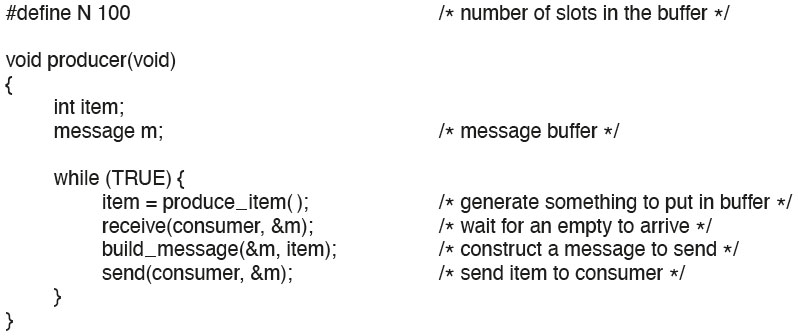 #define N 100 /* number of slots in the buffer */
void producer(void)
{
int item;
message m; /* message buffer */
while (TRUE) {
item = produce_item( ); /* generate something to put in buffer */
receive(consumer, &m); /* wait for an empty to arrive */
build_message(&m, item); /* construct a message to send */
send(consumer, &m); /* send item to consumer */
}
}